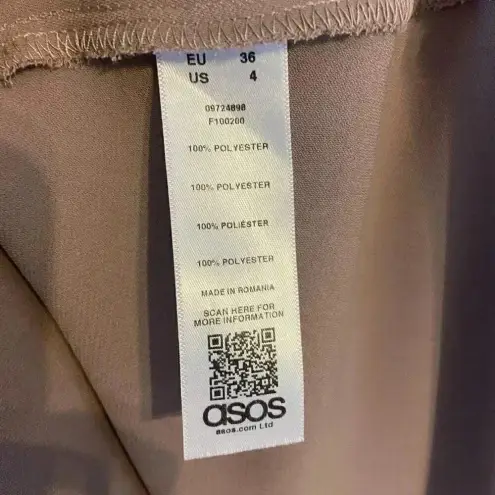 EU 36
US 4
09724898
F100200
100% POLYESTER
100% POLYESTER
100% POLIÉSTER
100% POLYESTER
MADE IN ROMANIA
SCAN HERE FOR
MORE INFORMATION
asos
asos.com Ltd